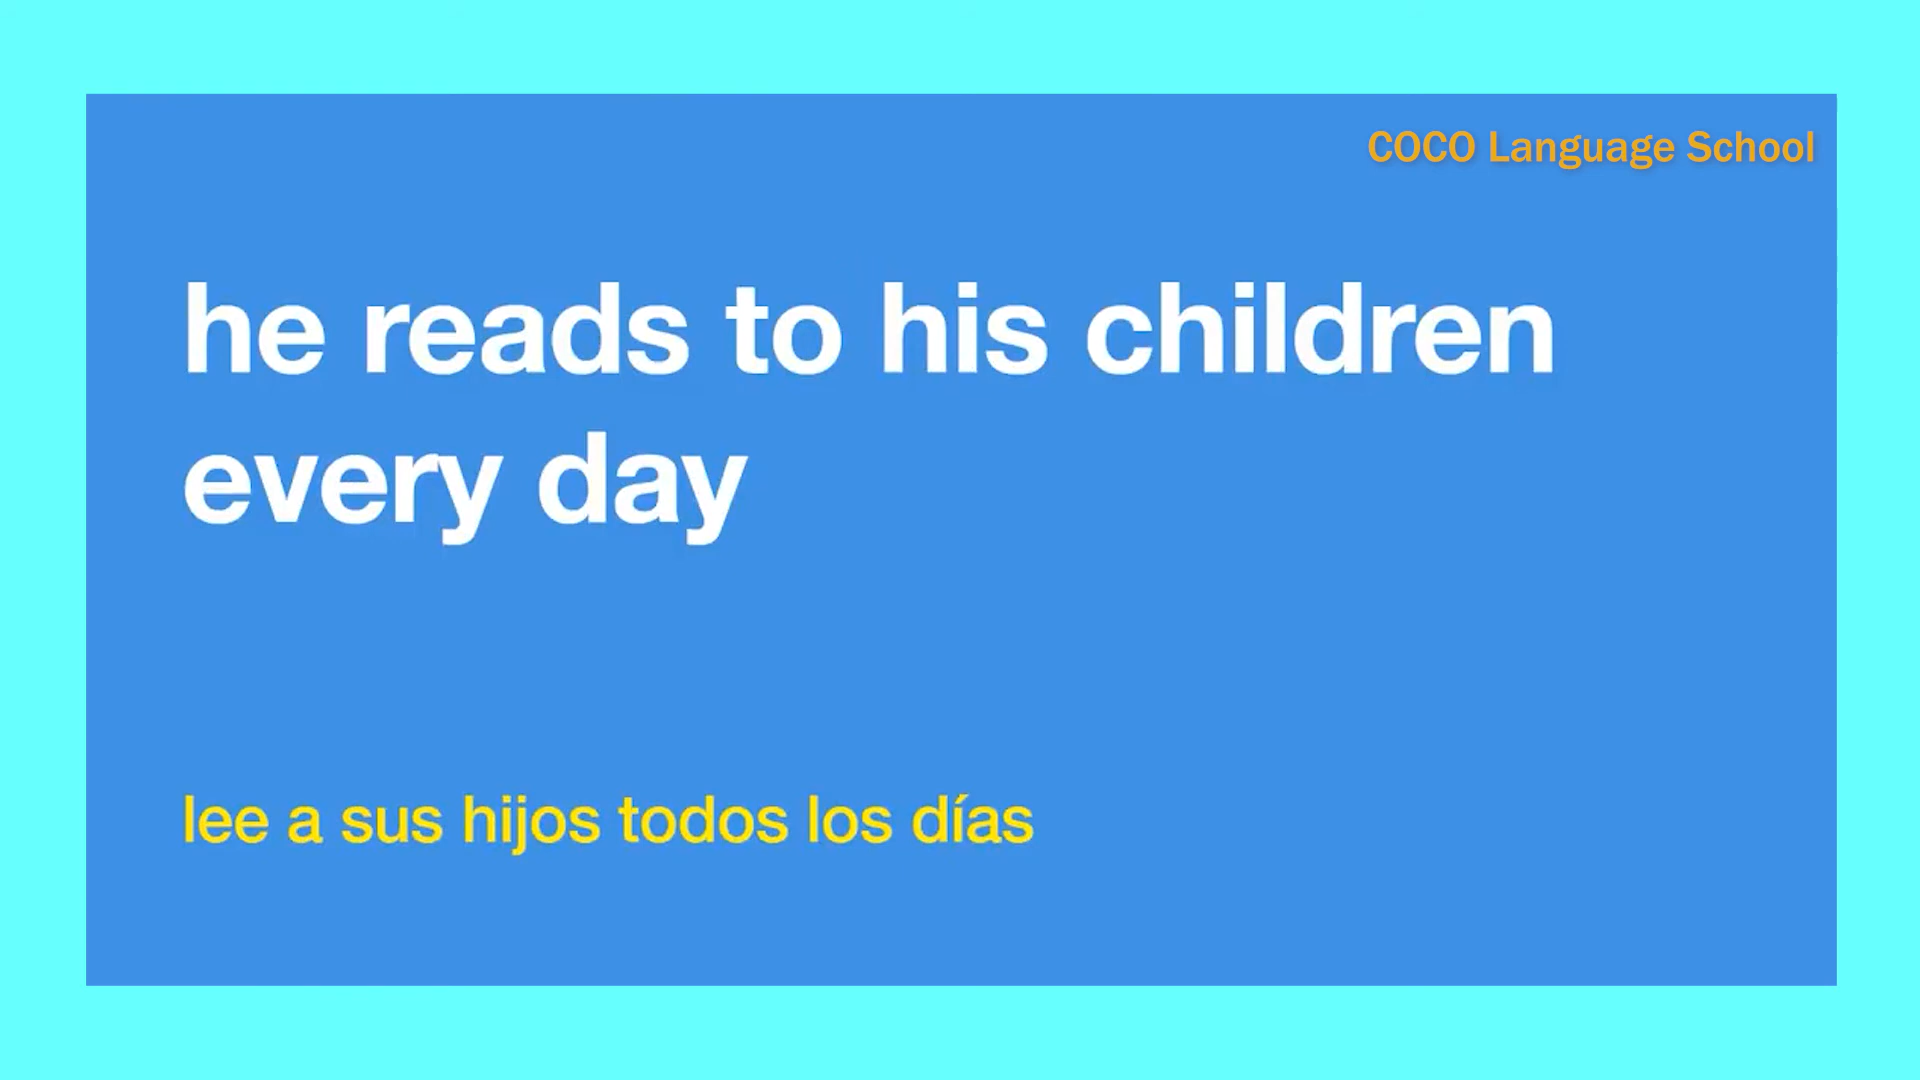 COCO Language School
he reads to his children
every day
lee a sus hijos todos los días